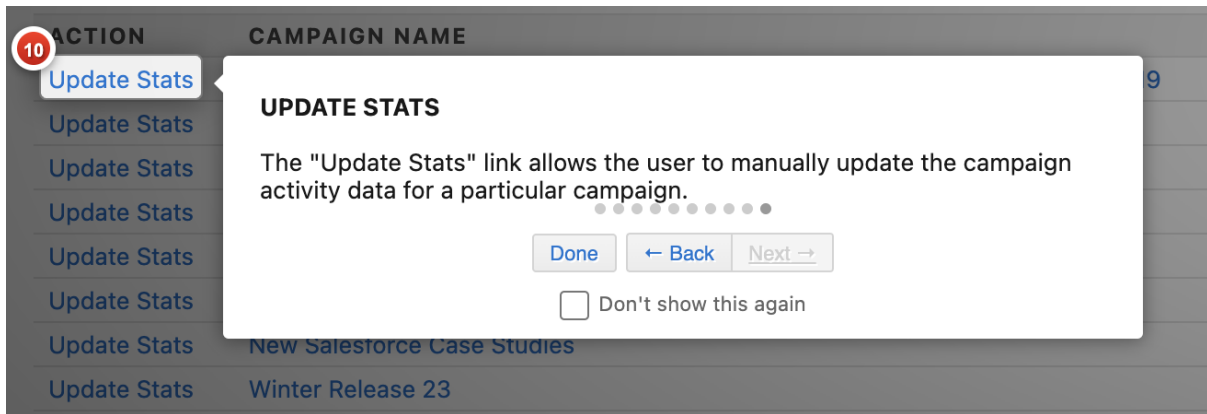 ACTION CAMPAIGN NAME
10
Update Stats 9
UPDATE STATS
Update Stats
The "Update Stats" link allows the user to manually update the campaign
Update Stats
activity data for a particular campaign.
Update Stats
Update Stats
Done ← Back Next →
Update Stats
Don't show this again
Update Stats New Salesforce Case Studies
Update Stats Winter Release 23